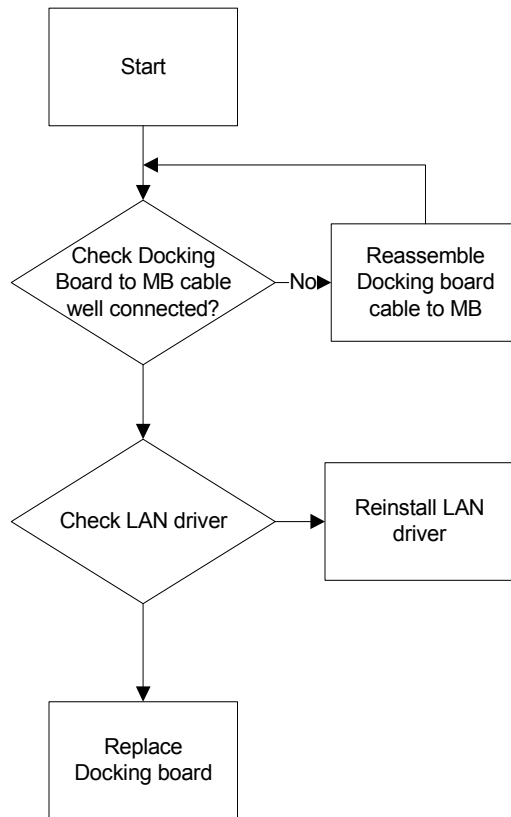 Start
Check Docking
Board to MB cable
well connected?
No
Reassemble
Docking board
cable to MB
Check LAN driver
Reinstall LAN
driver
Replace
Docking board